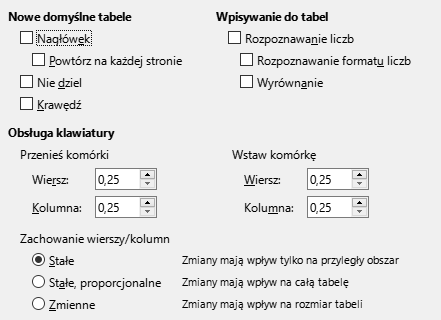 Nowe domyślne tabele
Nagłówek
Powtórz na każdej stronie
Nie dziel
Krawędź
Wpisywanie do tabel
Rozpoznawanie liczb
Rozpoznawanie formatu liczb
Wyrównanie
Obsługa klawiatury
Przenieś komórki
Wiersz: 0,25
Kolumna: 0,25
Wstaw komórkę
Wiersz: 0,25
Kolumna: 0,25
Zachowanie wierszy/kolumn
Stałe Zmiany mają wpływ tylko na przyległy obszar
Stałe, proporcjonalne Zmiany mają wpływ na całą tabelę
Zmienne Zmiany mają wpływ na rozmiar tabeli